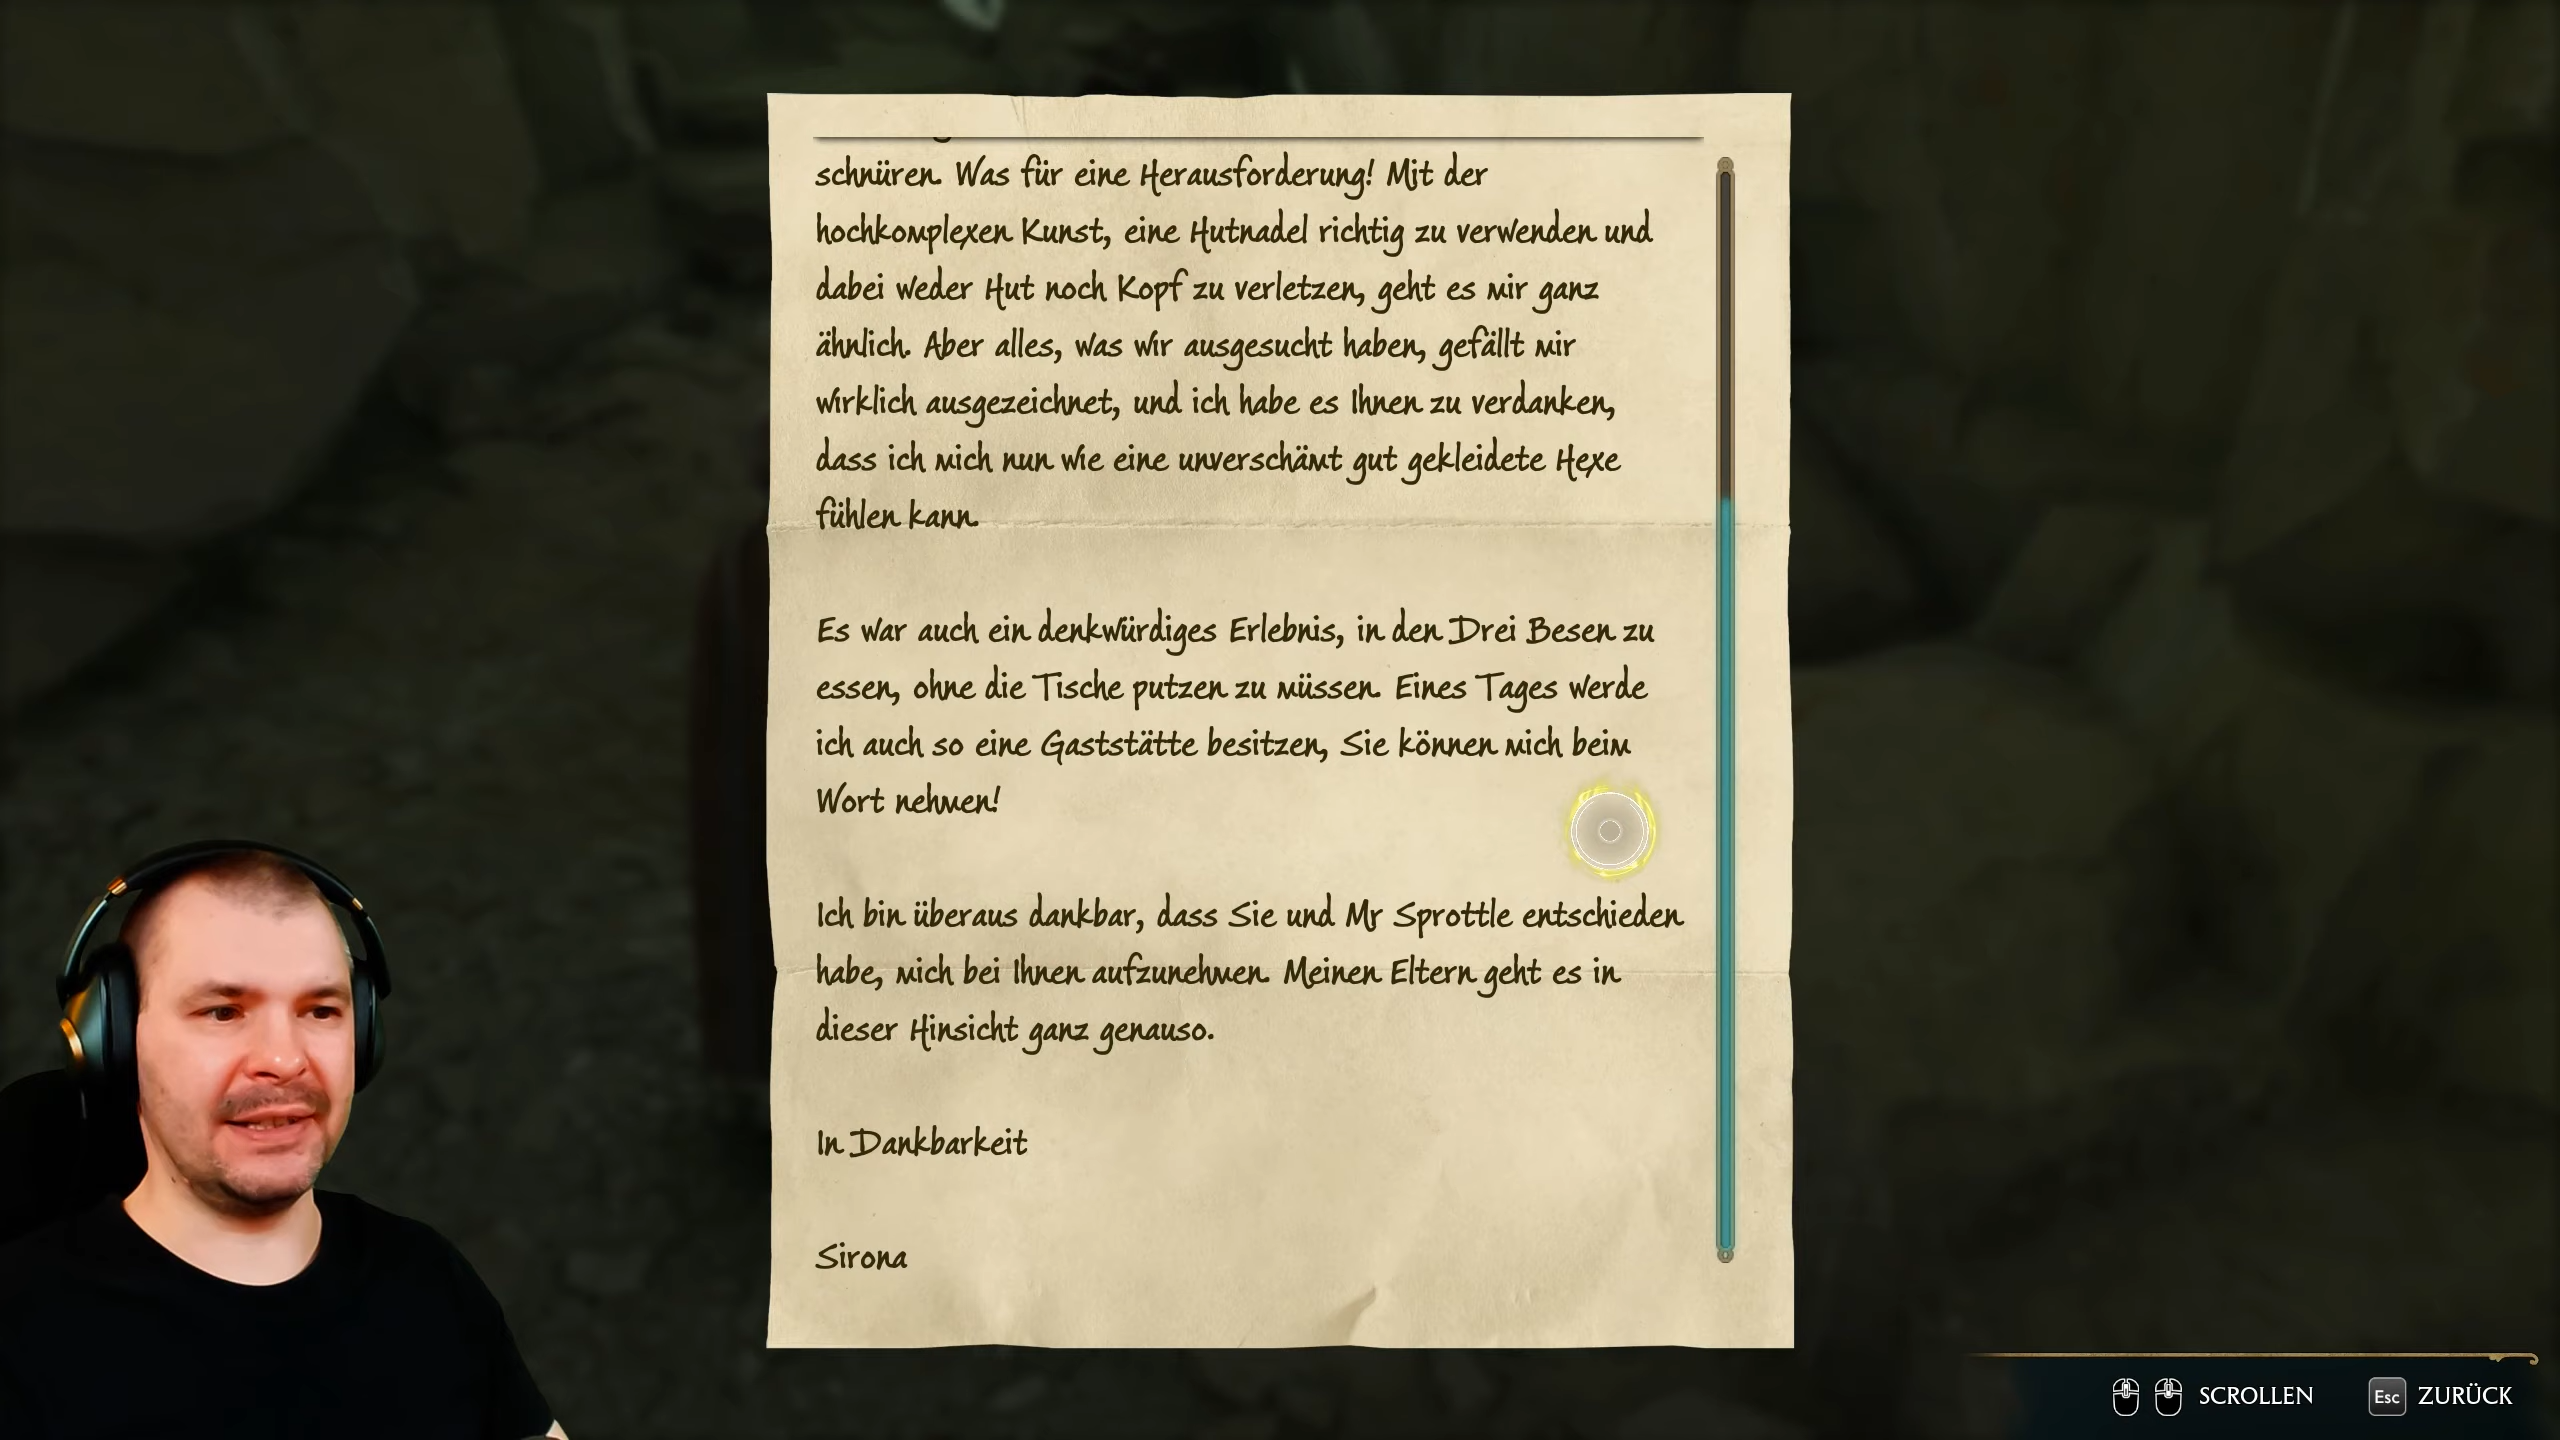 schnüren. Was für eine Herausforderung! Mit der
hochkomplexen Kunst, eine Hutnadel richtig zu verwenden und
dabei weder Hut noch Kopf zu verletzen, geht es mir ganz
ähnlich. Aber alles, was wir ausgesucht haben, gefällt mir
wirklich ausgezeichnet, und ich habe es Ihnen zu verdanken,
dass ich mich nun wie eine unverschämt gut gekleidete Hexe
fühlen kann.
Es war auch ein denkwürdiges Erlebnis, in den Drei Besen zu
essen, ohne die Tische putzen zu müssen. Eines Tages werde
ich auch so eine Gaststätte besitzen, Sie können mich beim
Wort nehmen!
Ich bin überaus dankbar, dass Sie und Mr Sprottle entschieden
habe, mich bei Ihnen aufzunehmen. Meinen Eltern geht es in
dieser Hinsicht ganz genauso.
In Dankbarkeit
Sirona
SCROLLEN Esc ZURÜCK